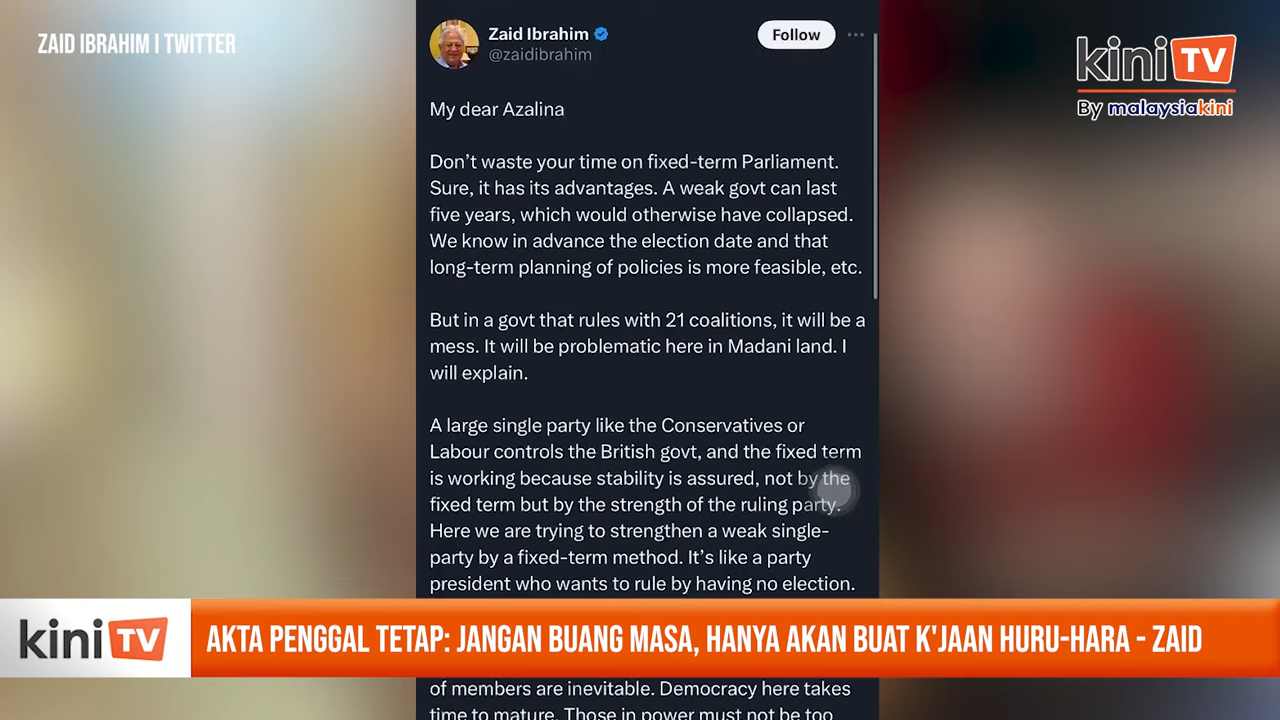 ZAID IBRAHIM I TWITTER
Zaid Ibrahim
@zaidibrahim
Follow
kini TV
By malaysiakini
My dear Azalina
Don’t waste your time on fixed-term Parliament.
Sure, it has its advantages. A weak govt can last
five years, which would otherwise have collapsed.
We know in advance the election date and that
long-term planning of policies is more feasible, etc.
But in a govt that rules with 21 coalitions, it will be a
mess. It will be problematic here in Madani land. I
will explain.
A large single party like the Conservatives or
Labour controls the British govt, and the fixed term
is working because stability is assured, not by the
fixed term but by the strength of the ruling party.
Here we are trying to strengthen a weak single-
party by a fixed-term method. It’s like a party
president who wants to rule by having no election.
kini TV
AKTA PENGGAL TETAP: JANGAN BUANG MASA, HANYA AKAN BUAT K'JAAN HURU-HARA - ZAID
of members are inevitable. Democracy here takes
time to mature. Those in power must not be too